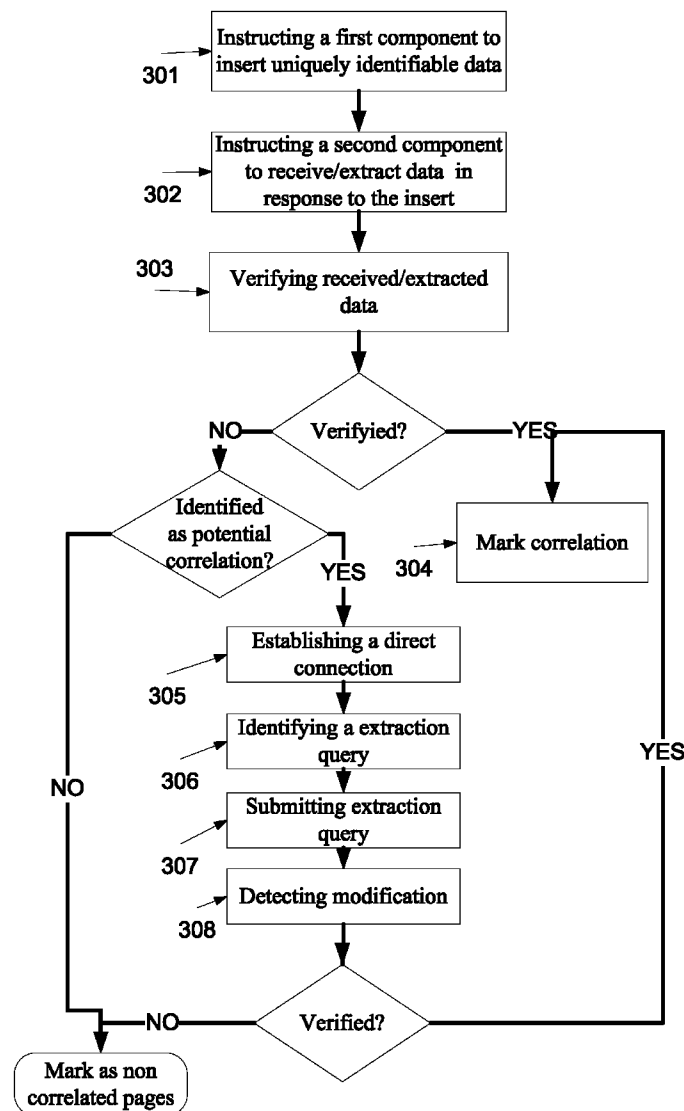 Instructing a first component to
insert uniquely identifiable data
301
Instructing a second component
to receive/extract data in
response to the insert
302
303
Verifying received/extracted
data
Verifyied?
NO
YES
Identified
as potential
correlation?
YES
Mark correlation
304
Establishing a direct
connection
305
Identifying a extraction
query
306
NO
YES
Submitting extraction
query
307
Detecting modification
308
Verified?
NO
Mark as non
correlated pages